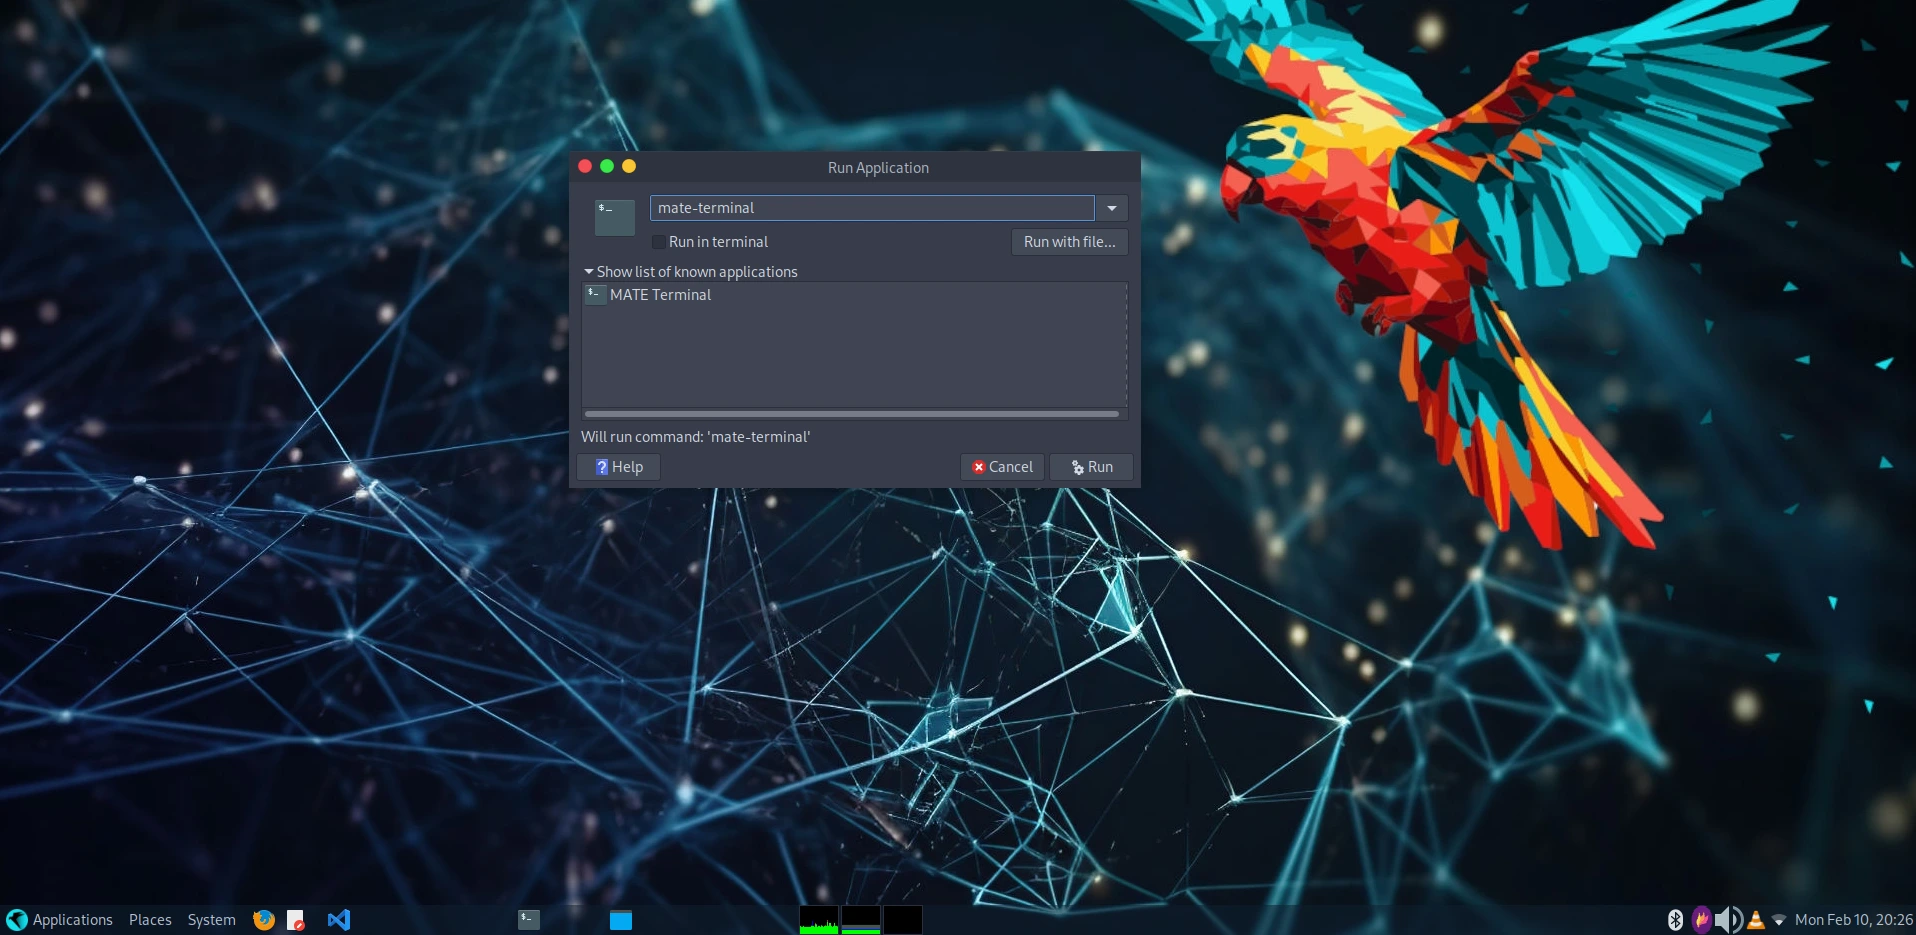 Run Application
$_
mate-terminal
Run in terminal
Run with file...
Show list of known applications
$_ MATE Terminal
Will run command: 'mate-terminal'
? Help
Cancel
Run
Applications Places System $_ Mon Feb 10, 20:26